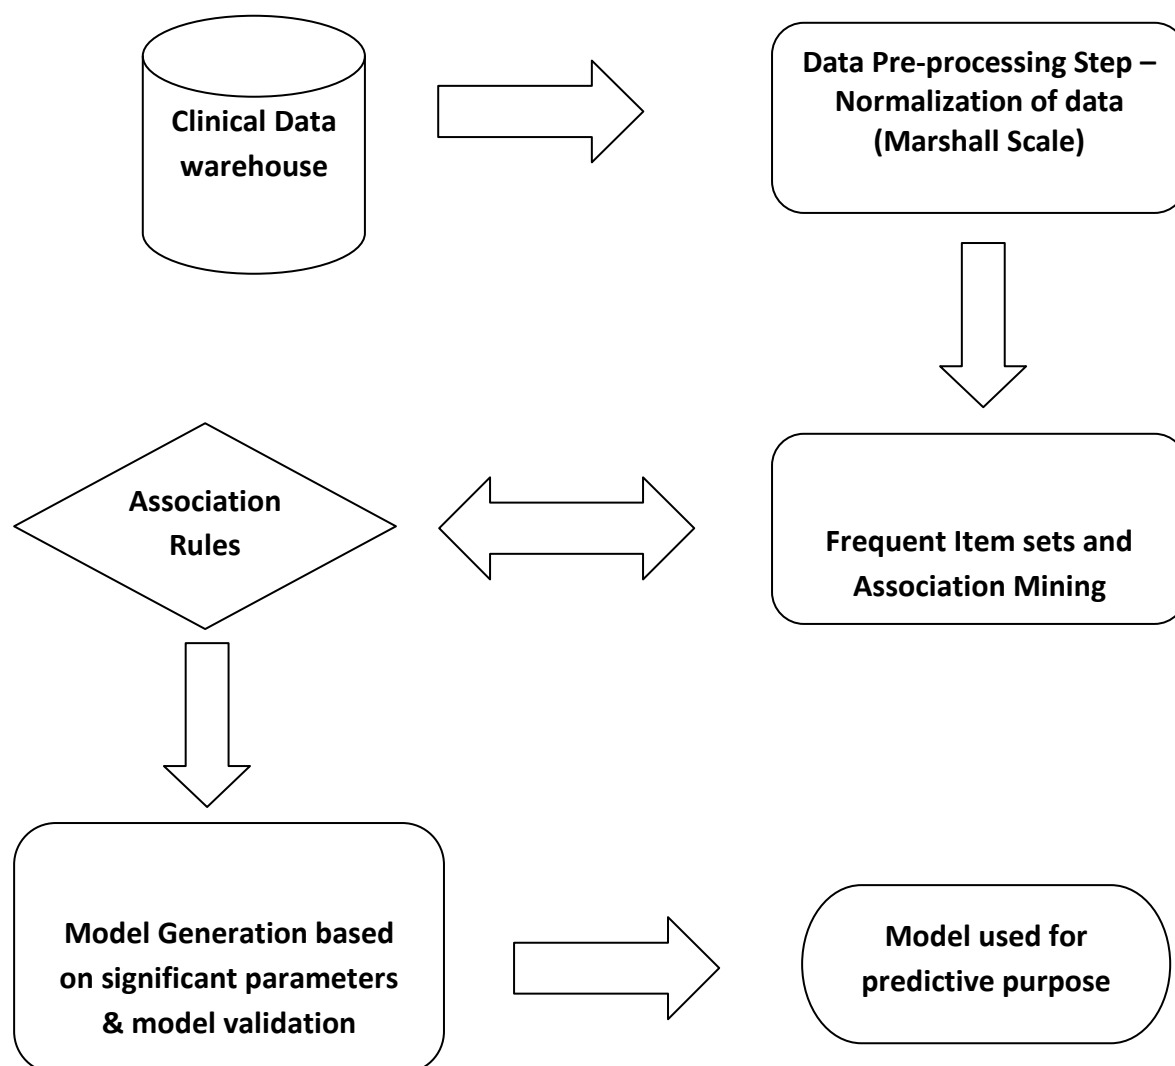 Clinical Data
warehouse
Data Pre-processing Step –
Normalization of data
(Marshall Scale)
Association
Rules
Frequent Item sets and
Association Mining
Model Generation based
on significant parameters
& model validation
Model used for
predictive purpose